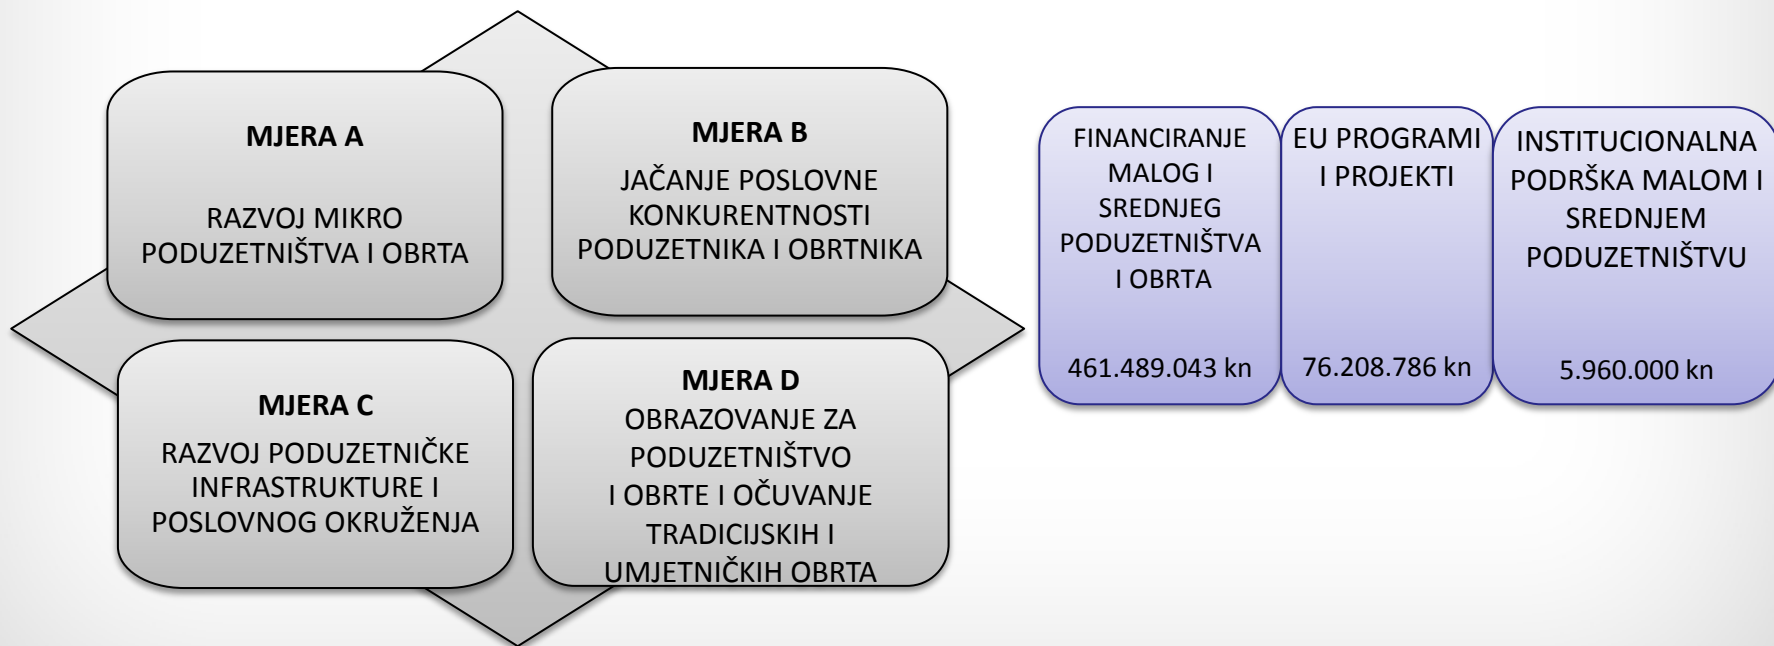 MJERA A
RAZVOJ MIKRO
PODUZETNIŠTVA I OBRTA
MJERA B
JAČANJE POSLOVNE
KONKURENTNOSTI
PODUZETNIKA I OBRTNIKA
MJERA C
RAZVOJ PODUZETNIČKE
INFRASTRUKTURE I
POSLOVNOG OKRUŽENJA
MJERA D
OBRAZOVANJE ZA
PODUZETNIŠTVO
I OBRTE I OČUVANJE
TRADICIJSKIH I
UMJETNIČKIH OBRTA
FINANCIRANJE
MALOG I
SREDNJEG
PODUZETNIŠTVA
I OBRTA
461.489.043 kn
EU PROGRAMI
I PROJEKTI
76.208.786 kn
INSTITUCIONALNA
PODRŠKA MALOM I
SREDNJEM
PODUZETNIŠTVU
5.960.000 kn